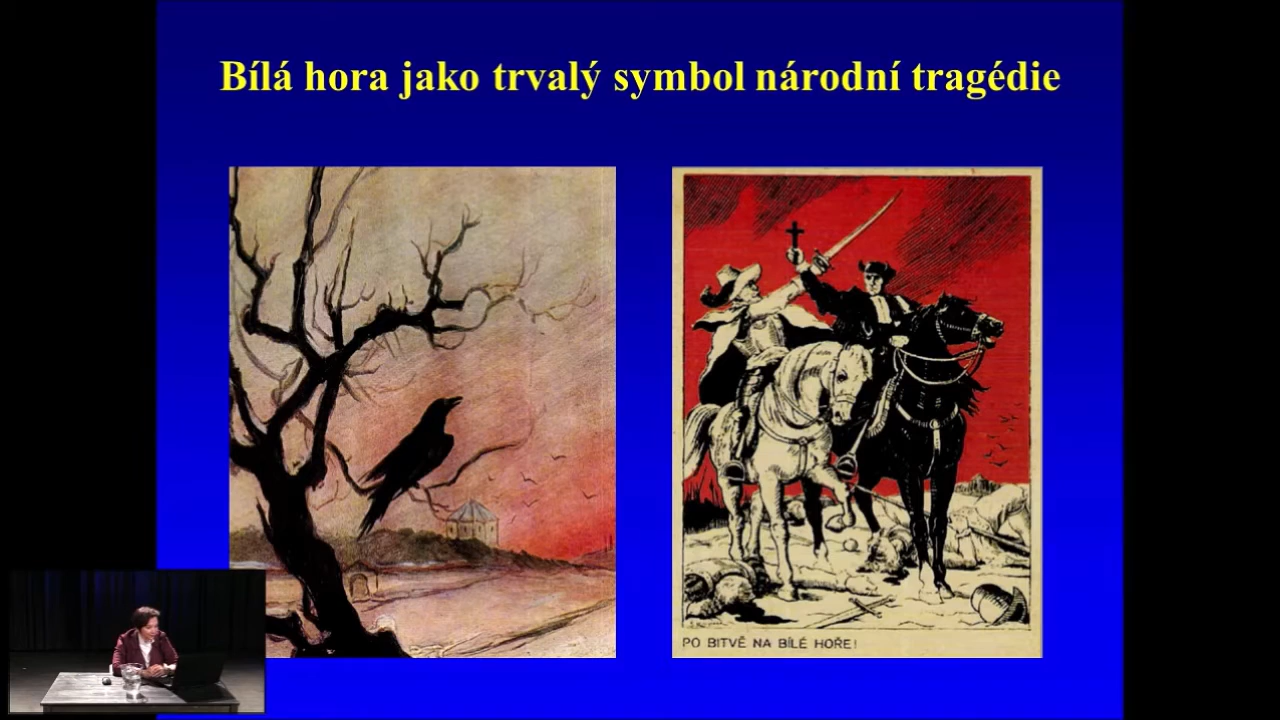 Bílá hora jako trvalý symbol národní tragédie
PO BITVĚ NA BÍLÉ HOŘE!